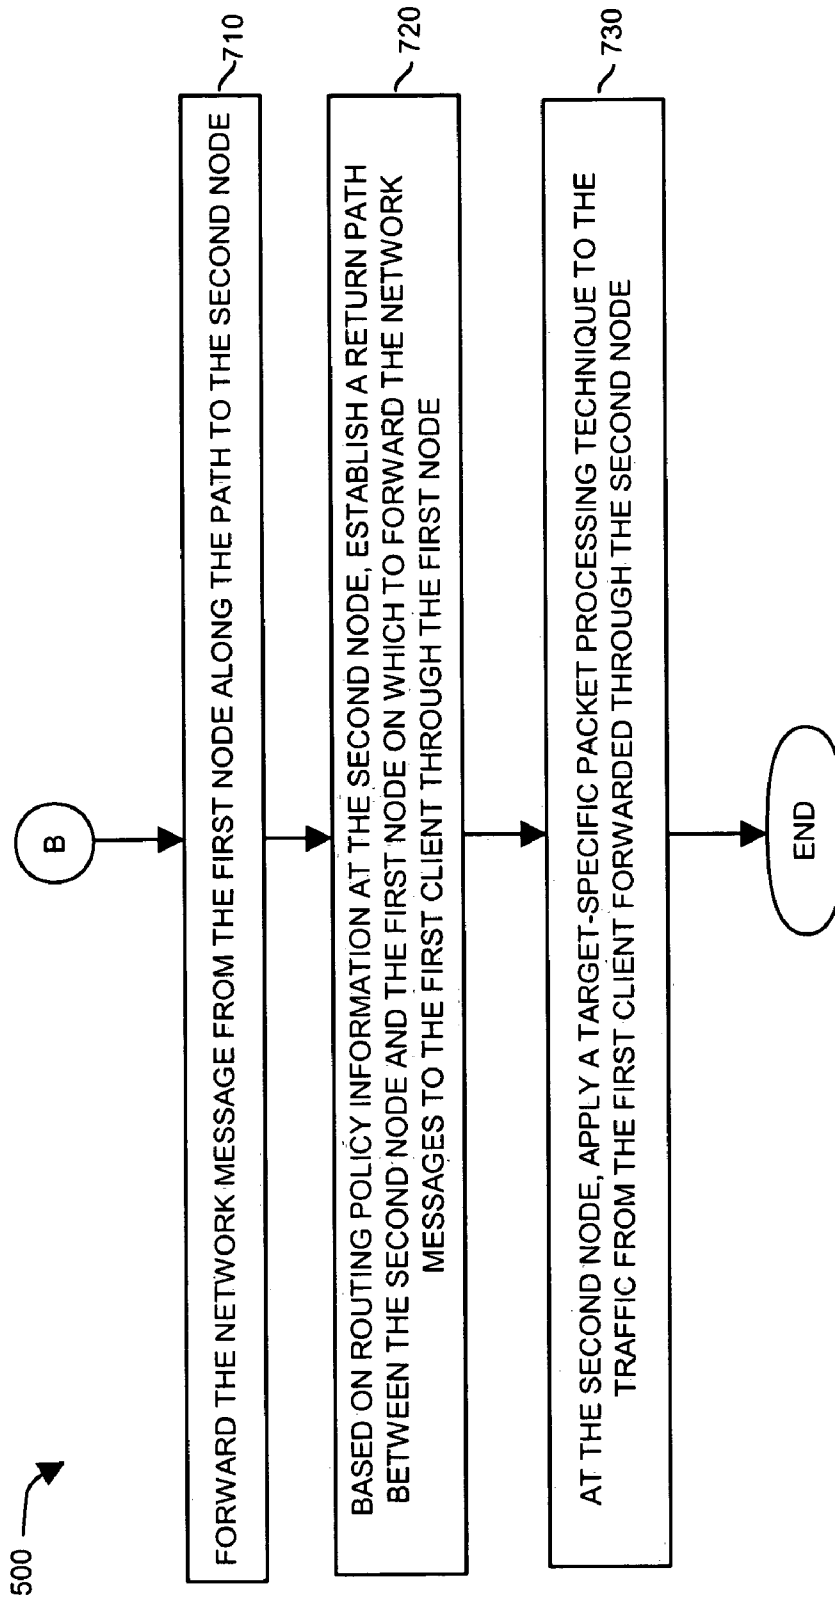 500
B
FORWARD THE NETWORK MESSAGE FROM THE FIRST NODE ALONG THE PATH TO THE SECOND NODE
710
BASED ON ROUTING POLICY INFORMATION AT THE SECOND NODE, ESTABLISH A RETURN PATH
BETWEEN THE SECOND NODE AND THE FIRST NODE ON WHICH TO FORWARD THE NETWORK
MESSAGES TO THE FIRST CLIENT THROUGH THE FIRST NODE
720
AT THE SECOND NODE, APPLY A TARGET-SPECIFIC PACKET PROCESSING TECHNIQUE TO THE
TRAFFIC FROM THE FIRST CLIENT FORWARDED THROUGH THE SECOND NODE
730
END